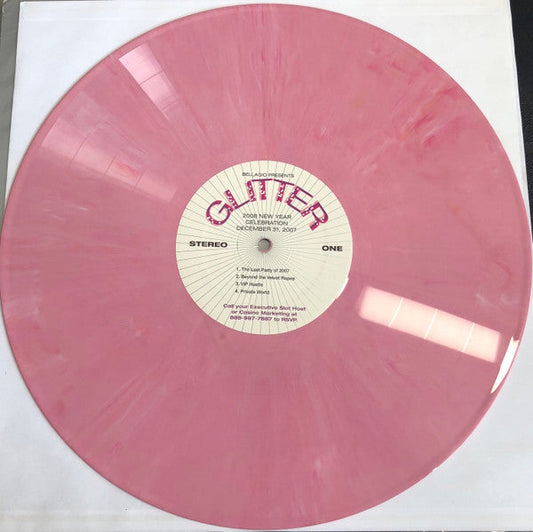 BELLAGIO PRESENTS
GLITTER
2008 NEW YEAR
CELEBRATION
DECEMBER 31, 2007
STEREO
ONE
1. The Last Party of 2007
2. Beyond the Velvet Ropes
3. VIP Hustle
4. Private World
Call your Executive Slot Host
or Casino Marketing at
888-987-7887 to RSVP.